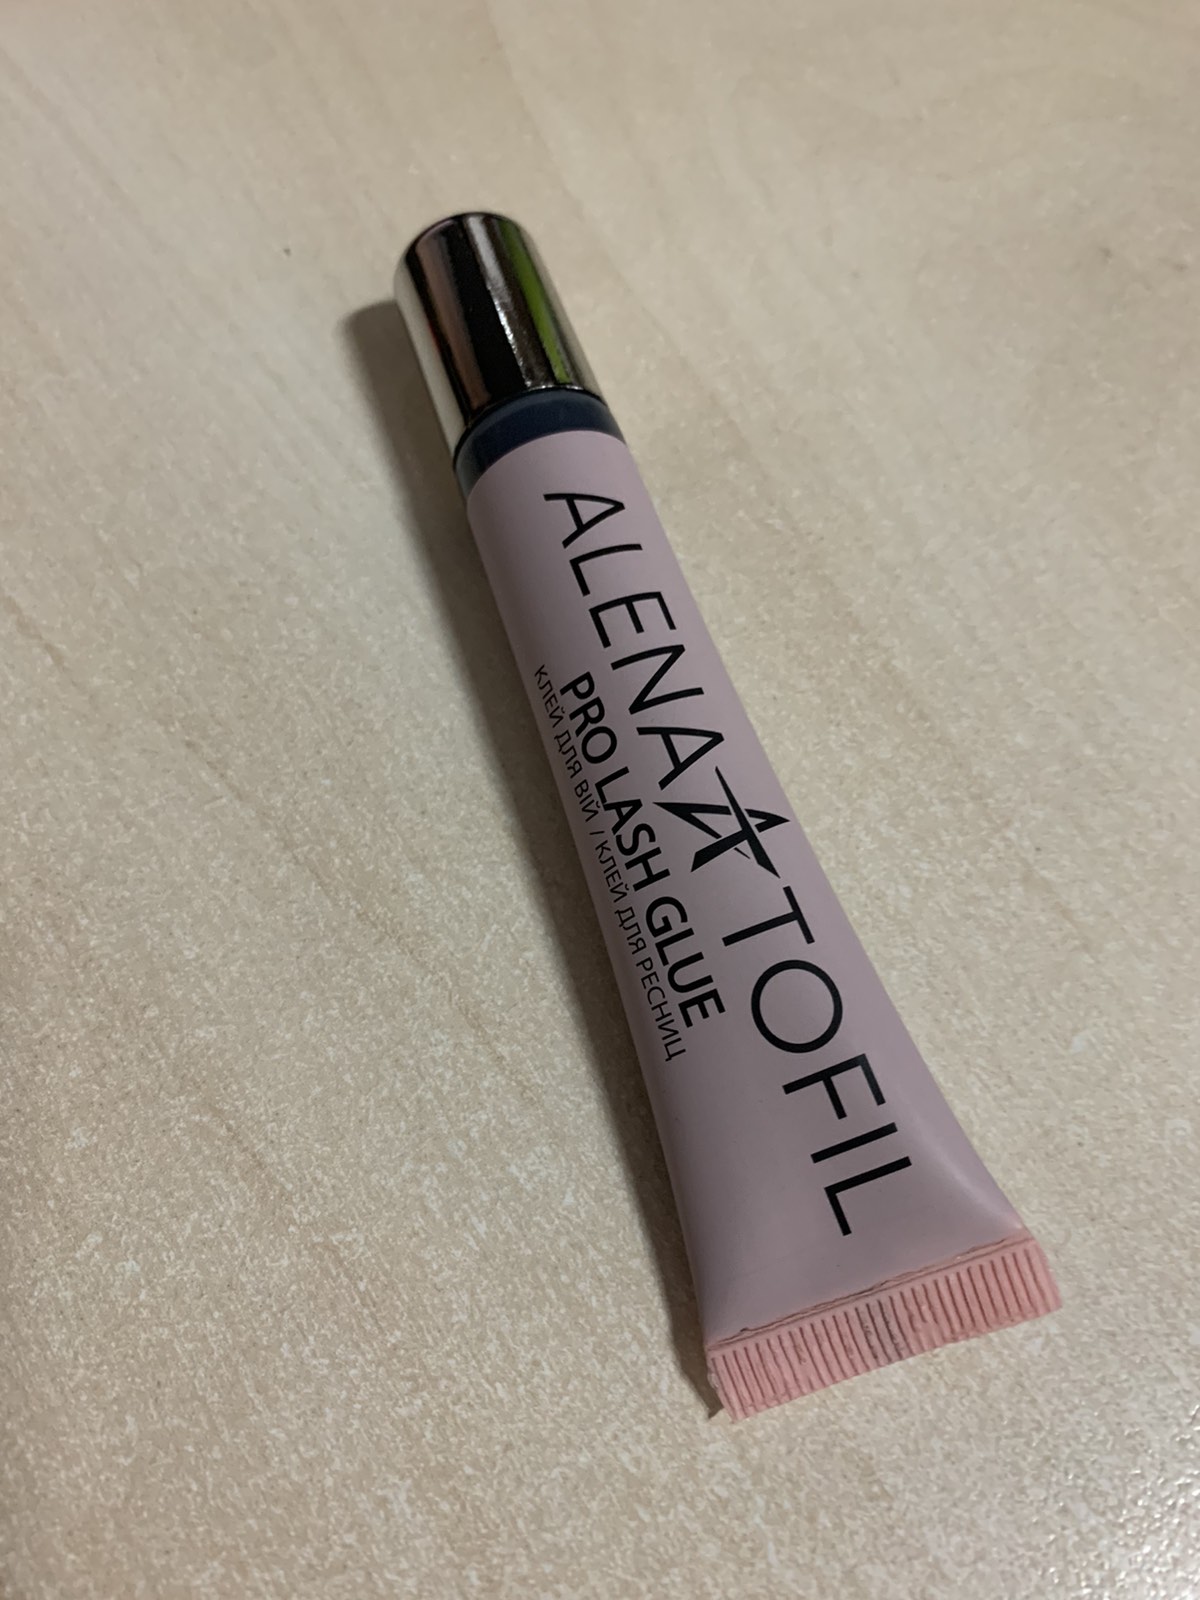 ALENA TOFIL
PRO LASH GLUE
КЛЕЙ ДЛЯ ВІЙ / КЛЕЙ ДЛЯ РЕСНИЦ